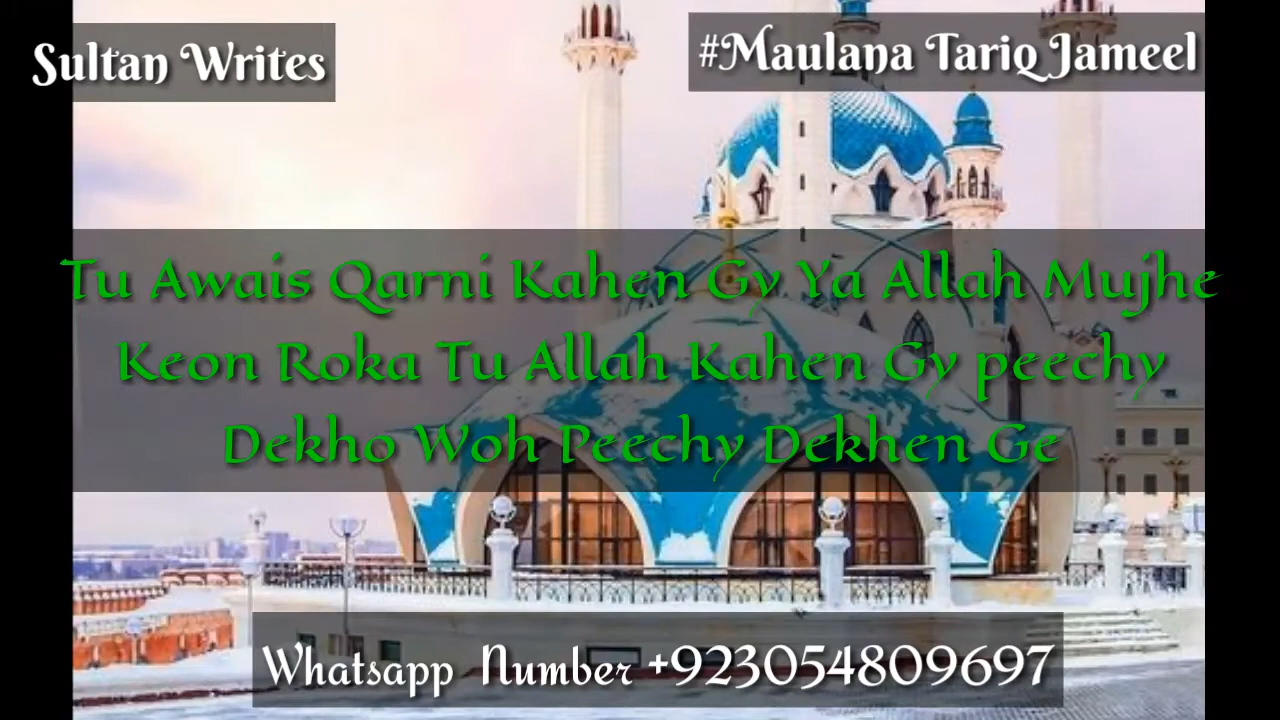 Sultan Writes
#Maulana Tariq Jameel
Tu Awais Qarni Kahen Gy Ya Allah Mujhe
Keon Roka Tu Allah Kahen Gy peechy
Dekho Woh Peechy Dekhen Ge
Whatsapp Number +923054809697